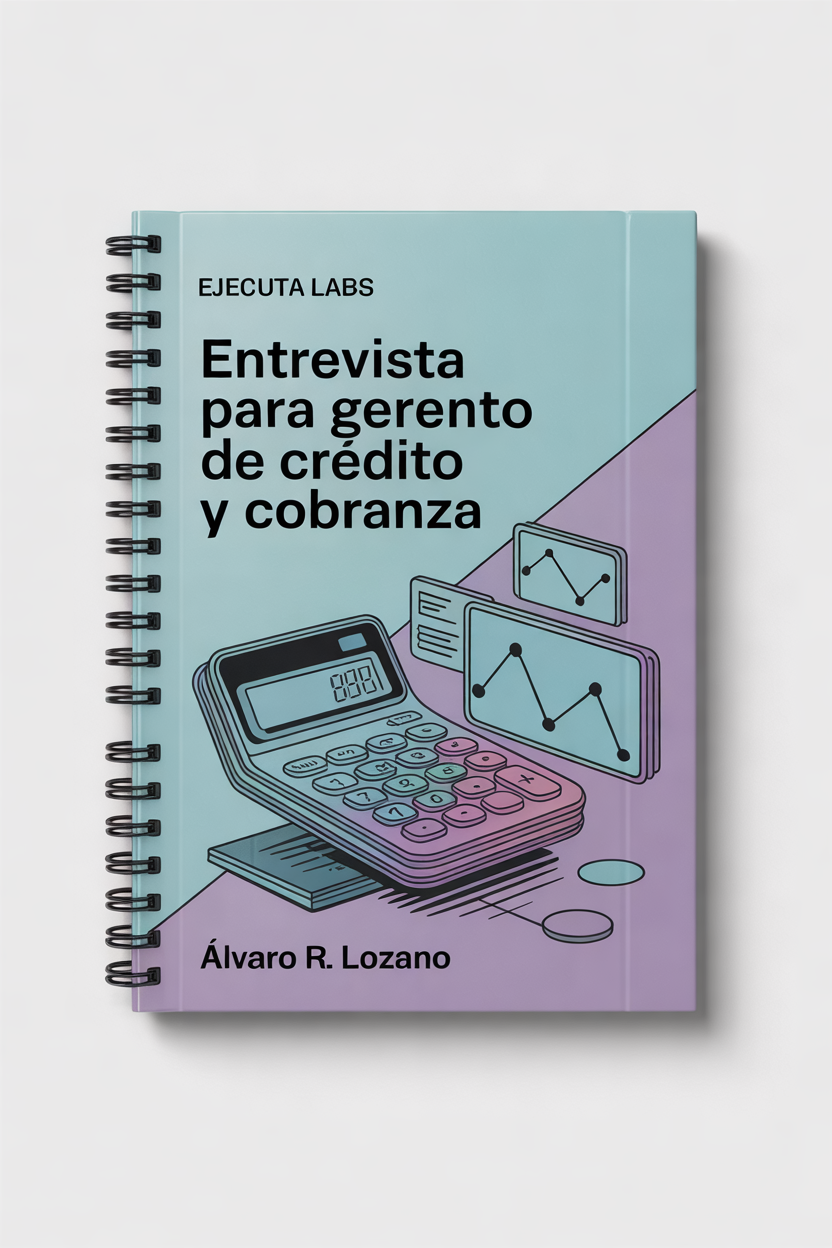 EJECUTA LABS
Entrevista
para gerento
de crédito
y cobranza
Álvaro R. Lozano